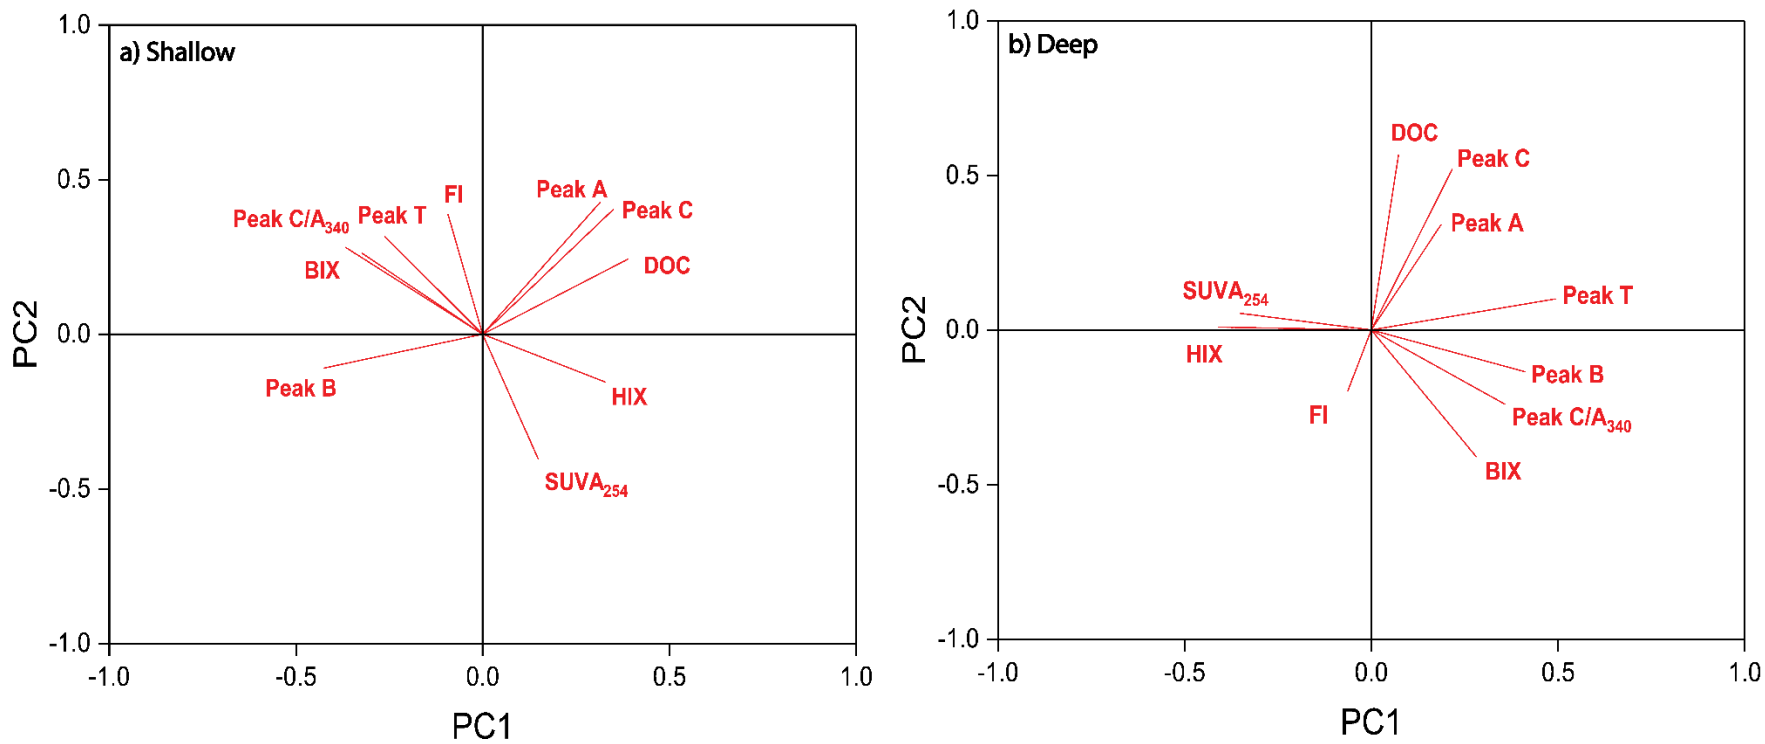 a) Shallow
1.0
0.5
0.0
-0.5
-1.0
PC2
FI
Peak A
Peak C/A340
Peak T
Peak C
BIX
DOC
Peak B
HIX
SUVA254
-1.0
-0.5
0.0
0.5
1.0
PC1
b) Deep
1.0
0.5
0.0
-0.5
-1.0
PC2
DOC
Peak C
Peak A
SUVA254
Peak T
HIX
Peak B
FI
Peak C/A340
BIX
-1.0
-0.5
0.0
0.5
1.0
PC1